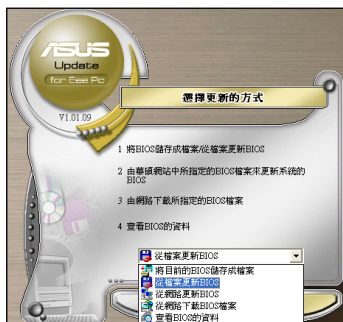 ASUS
Update
for Eee Pc
V1.01.09
選擇更新的方式
1 將BIOS儲存成檔案/從檔案更新BIOS
2 由華碩網站中所指定的BIOS檔案來更新系統的
BIOS
3 由網路下載所指定的BIOS檔案
4 查看BIOS的資料
從檔案更新BIOS
將目前的BIOS儲存成檔案
從檔案更新BIOS
從網路更新BIOS
從網路下載BIOS檔案
查看BIOS的資料